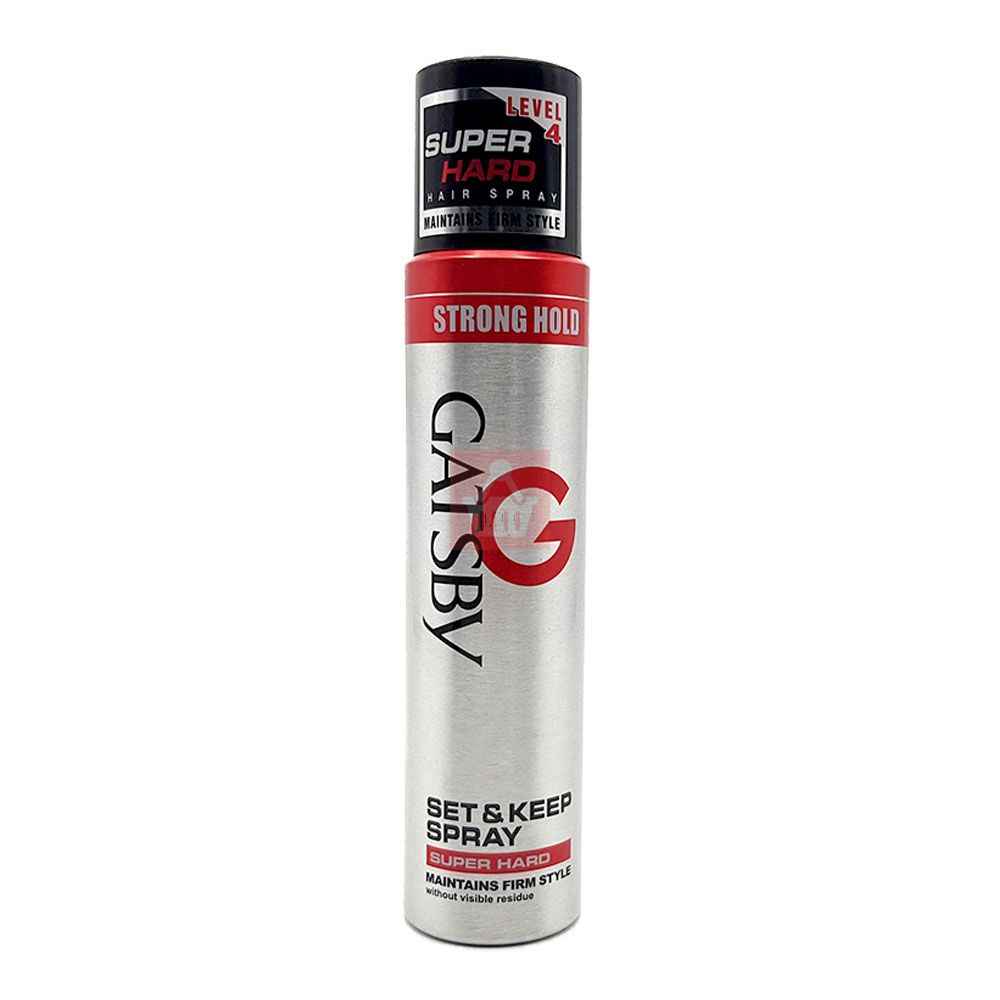 LEVEL
4
SUPER
HARD
HAIR SPRAY
MAINTAINS FIRM STYLE
STRONG HOLD
GATSBY
G
SET & KEEP
SPRAY
SUPER HARD
MAINTAINS FIRM STYLE
without visible residue